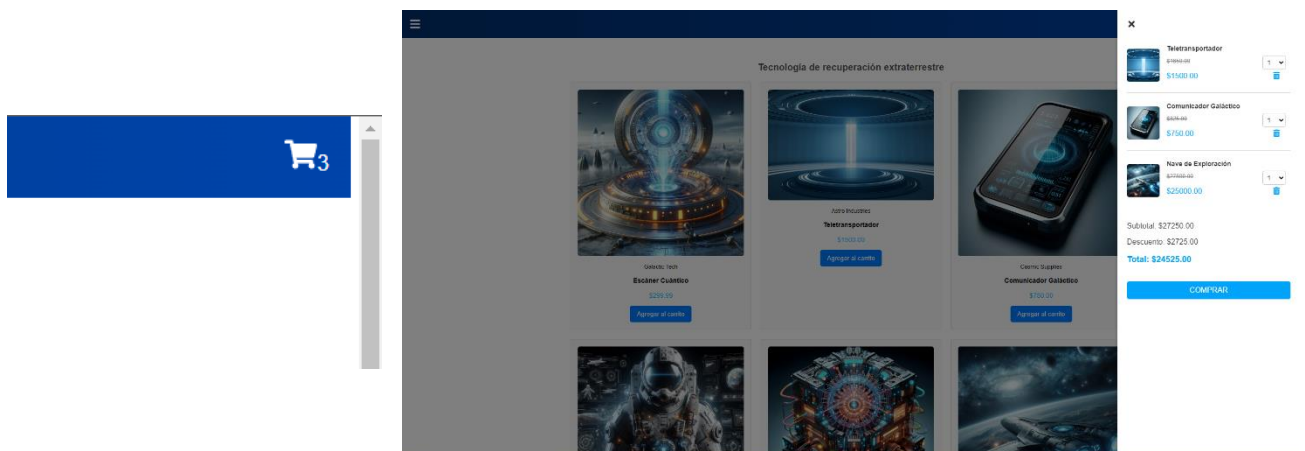 3
Tecnología de recuperación extraterrestre
Galactic Tech
Escáner Cuántico
$299.99
Agregar al carrito
Astro Industries
Teletransportador
$1500.00
Agregar al carrito
Cosmic Supplies
Comunicador Galáctico
$750.00
Agregar al carrito
Teletransportador
1
$1500.00
Comunicador Galáctico
1
$750.00
Nave de Exploración
1
$25000.00
Subtotal: $27250.00
Descuento: $2725.00
Total: $24525.00
COMPRAR